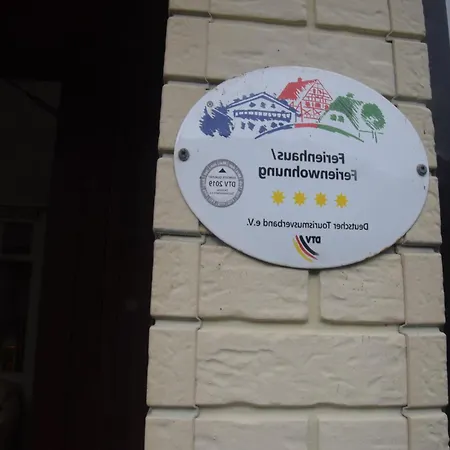 Ferienhaus/
Ferienwohnung
DTV 2019
Deutscher Tourismusverband e.V.
DTV